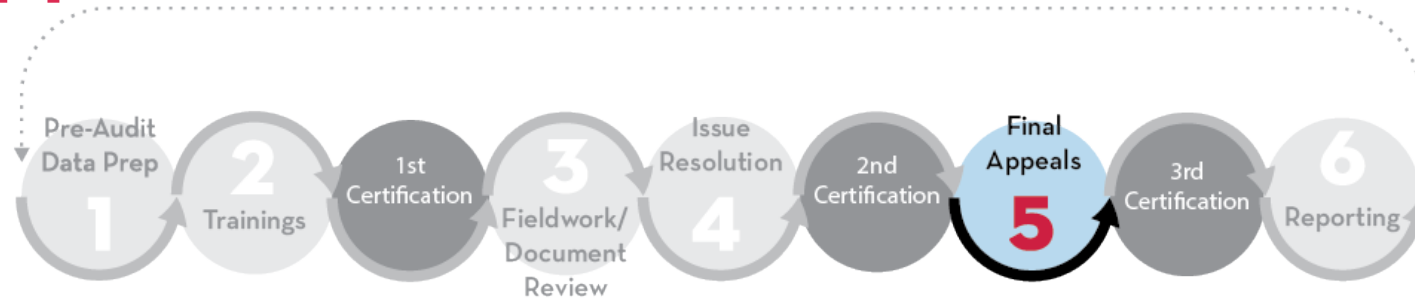 Pre-Audit
Data Prep
1
2
Trainings
1st
Certification
3
Fieldwork/
Document
Review
Issue
Resolution
4
2nd
Certification
Final
Appeals
5
3rd
Certification
6
Reporting